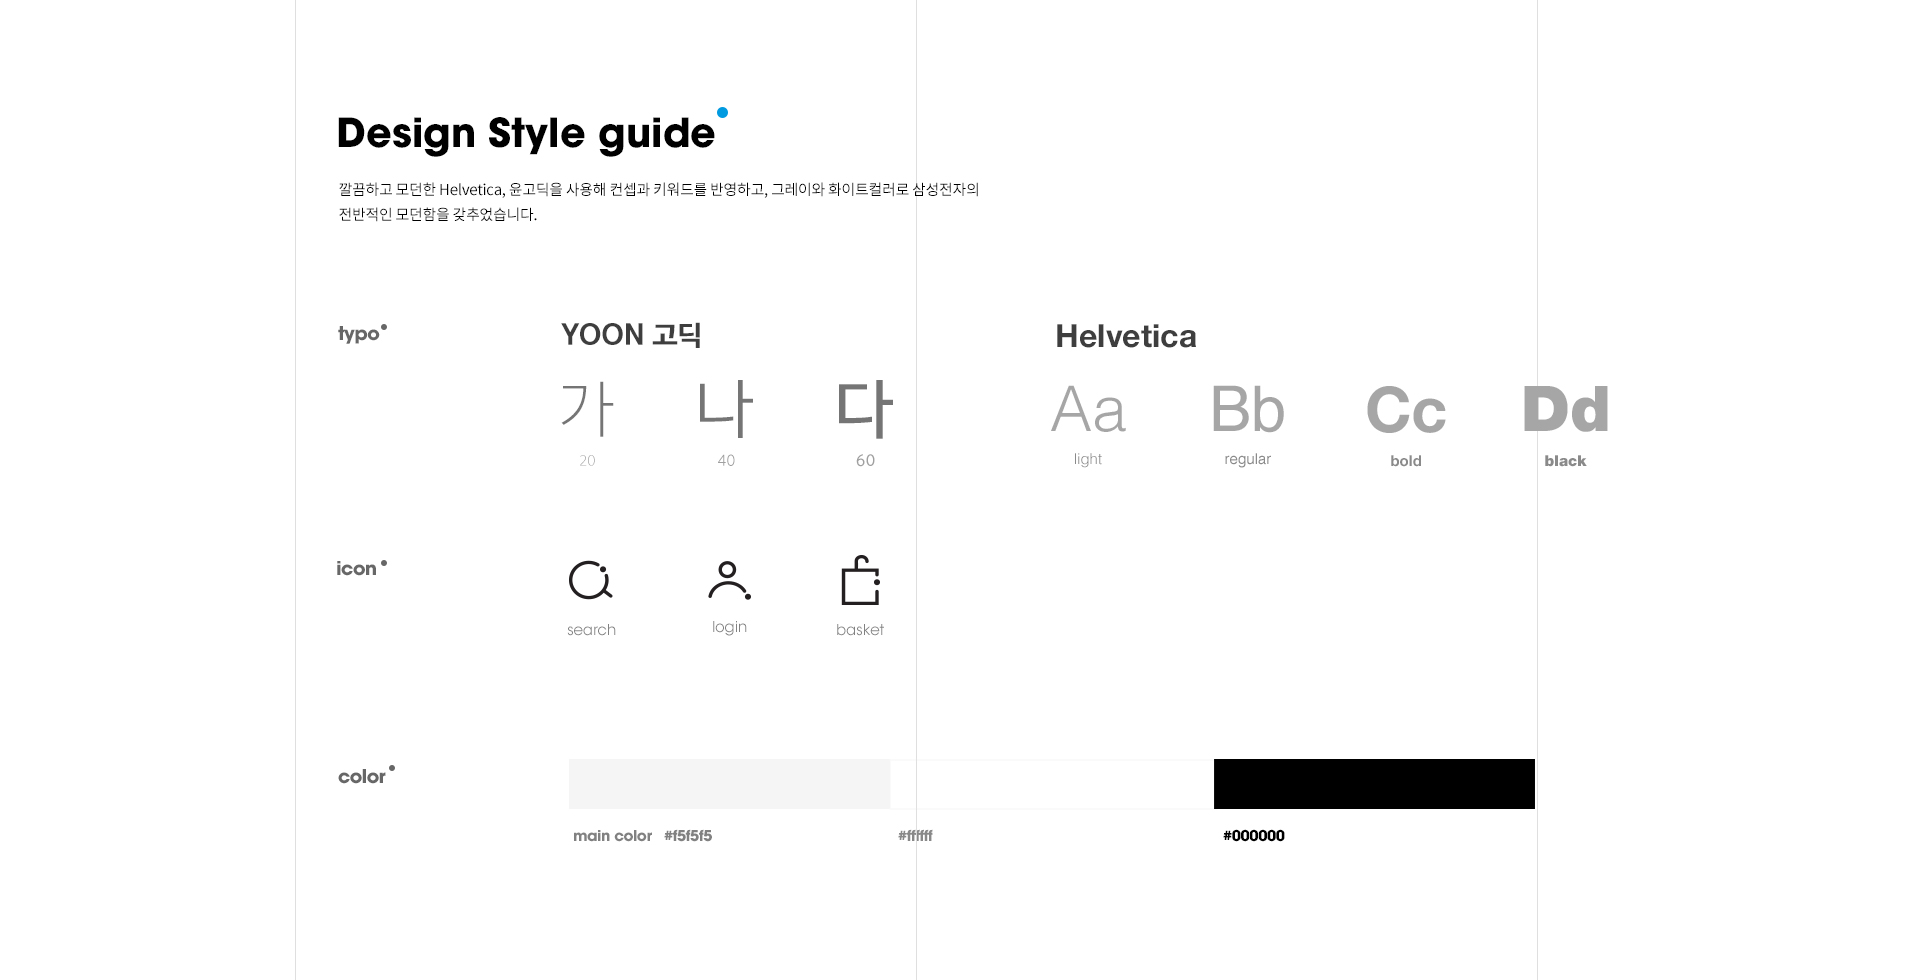 Design Style guide
깔끔하고 모던한 Helvetica, 윤고딕을 사용해 컨셉과 키워드를 반영하고, 그레이와 화이트컬러로 삼성전자의
전반적인 모던함을 갖추었습니다.
typo
YOON 고딕
가 나 다
20 40 60
Helvetica
Aa Bb Cc Dd
light regular bold black
icon
search login basket
color
main color #f5f5f5
#ffffff
#000000